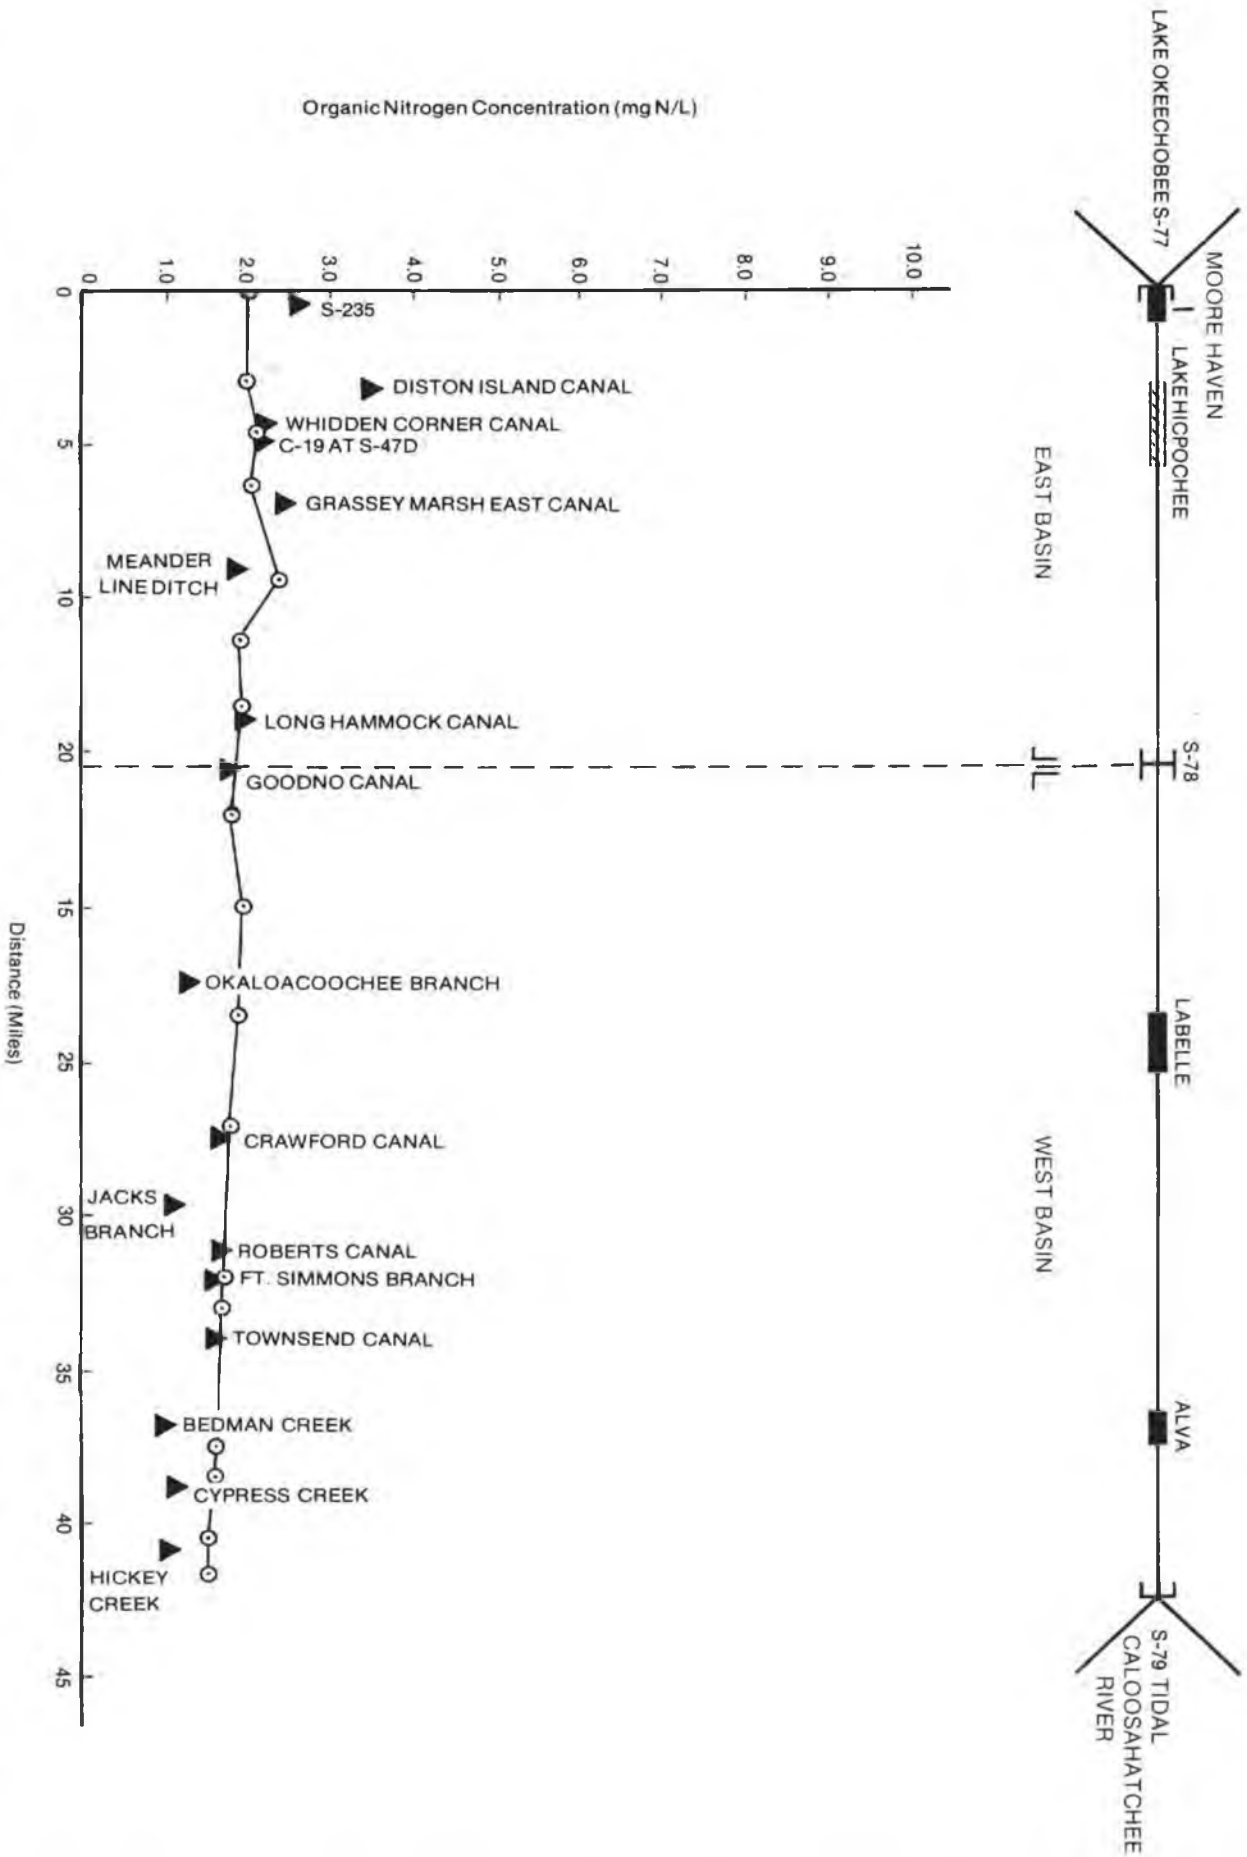 LAKE OKEECHOBEE S-77
MOORE HAVEN
LAKE HICPOCHEE
S-78
LABELLE
ALVA
S-79 TIDAL
CALOOSAHATCHEE
RIVER
EAST BASIN
WEST BASIN
Organic Nitrogen Concentration (mg N/L)
10.0
9.0
8.0
7.0
6.0
5.0
4.0
3.0
2.0
1.0
0
0
5
10
20
15
25
30
35
40
45
Distance (Miles)
S-235
DISTON ISLAND CANAL
WHIDDEN CORNER CANAL
C-19 AT S-47D
GRASSEY MARSH EAST CANAL
MEANDER
LINE DITCH
LONG HAMMOCK CANAL
GOODNO CANAL
OKALOACOOCHEE BRANCH
CRAWFORD CANAL
JACKS
BRANCH
ROBERTS CANAL
FT. SIMMONS BRANCH
TOWNSEND CANAL
BEDMAN CREEK
CYPRESS CREEK
HICKEY
CREEK